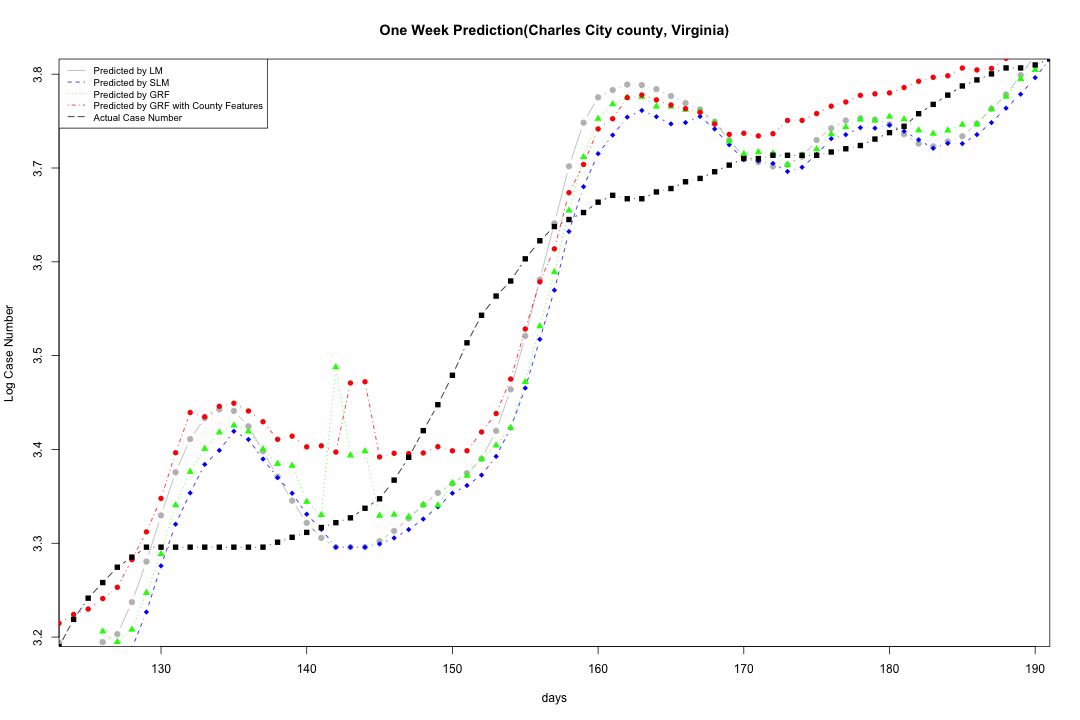 One Week Prediction(Charles City county, Virginia)
Predicted by LM
Predicted by SLM
Predicted by GRF
Predicted by GRF with County Features
Actual Case Number
3.8
3.7
3.6
3.5
3.4
3.3
3.2
Log Case Number
130 140 150 160 170 180 190
days